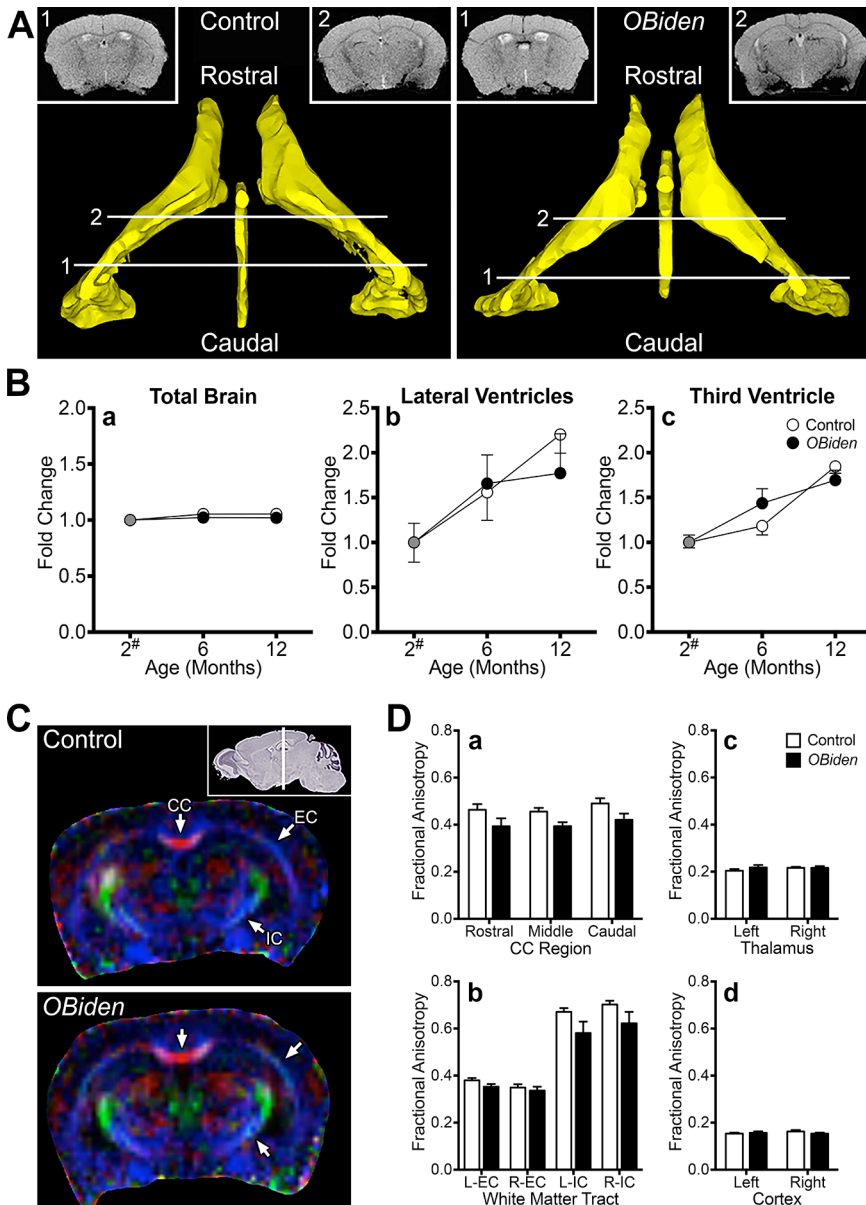 A
1
Control
2
Rostral
2
1
Caudal
1
OBiden
2
Rostral
2
1
Caudal
B
Total Brain
a
Fold Change
2.0
1.5
1.0
0.5
0.0
2#
6
12
Age (Months)
Lateral Ventricles
b
Fold Change
2.5
2.0
1.5
1.0
0.5
0.0
2#
6
12
Age (Months)
Third Ventricle
c
Control
OBiden
Fold Change
2.5
2.0
1.5
1.0
0.5
0.0
2#
6
12
Age (Months)
C
Control
CC
EC
IC
OBiden
D
a
Fractional Anisotropy
0.8
0.6
0.4
0.2
0.0
Rostral Middle Caudal
CC Region
c
Control
OBiden
Fractional Anisotropy
0.8
0.6
0.4
0.2
0.0
Left Right
Thalamus
b
Fractional Anisotropy
0.8
0.6
0.4
0.2
0.0
L-EC R-EC L-IC R-IC
White Matter Tract
d
Fractional Anisotropy
0.8
0.6
0.4
0.2
0.0
Left Right
Cortex